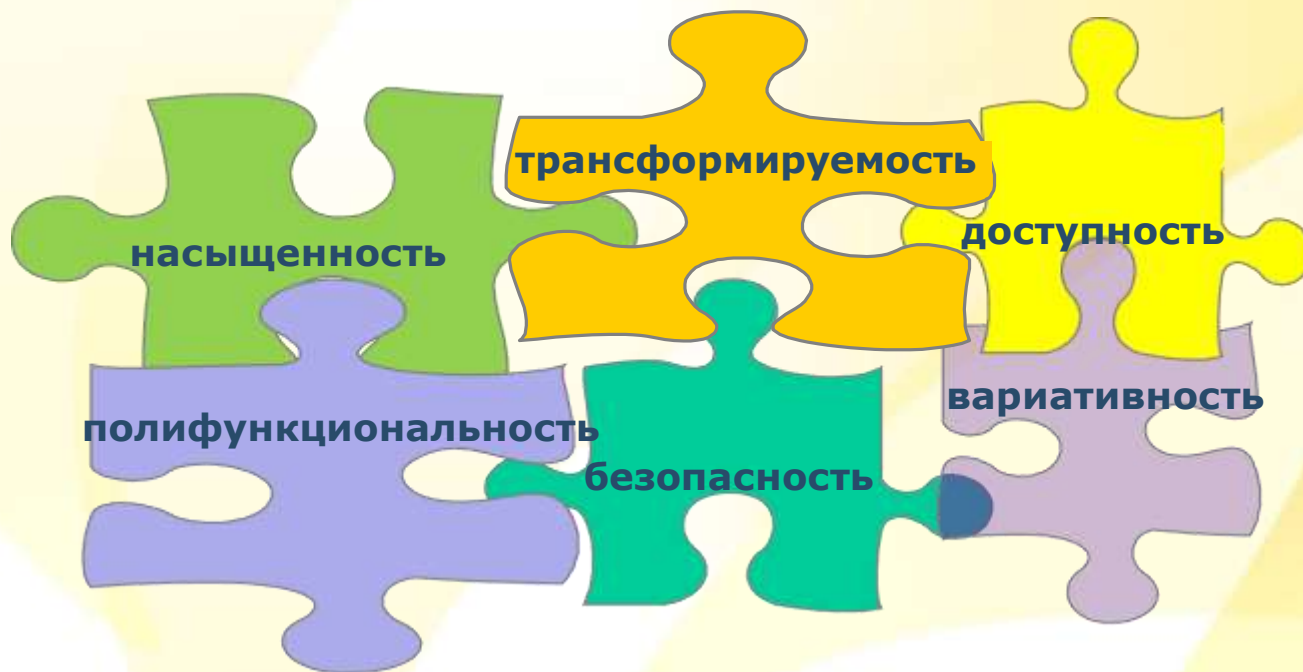 трансформируемость
доступность
насыщенность
вариативность
полифункциональность
безопасность